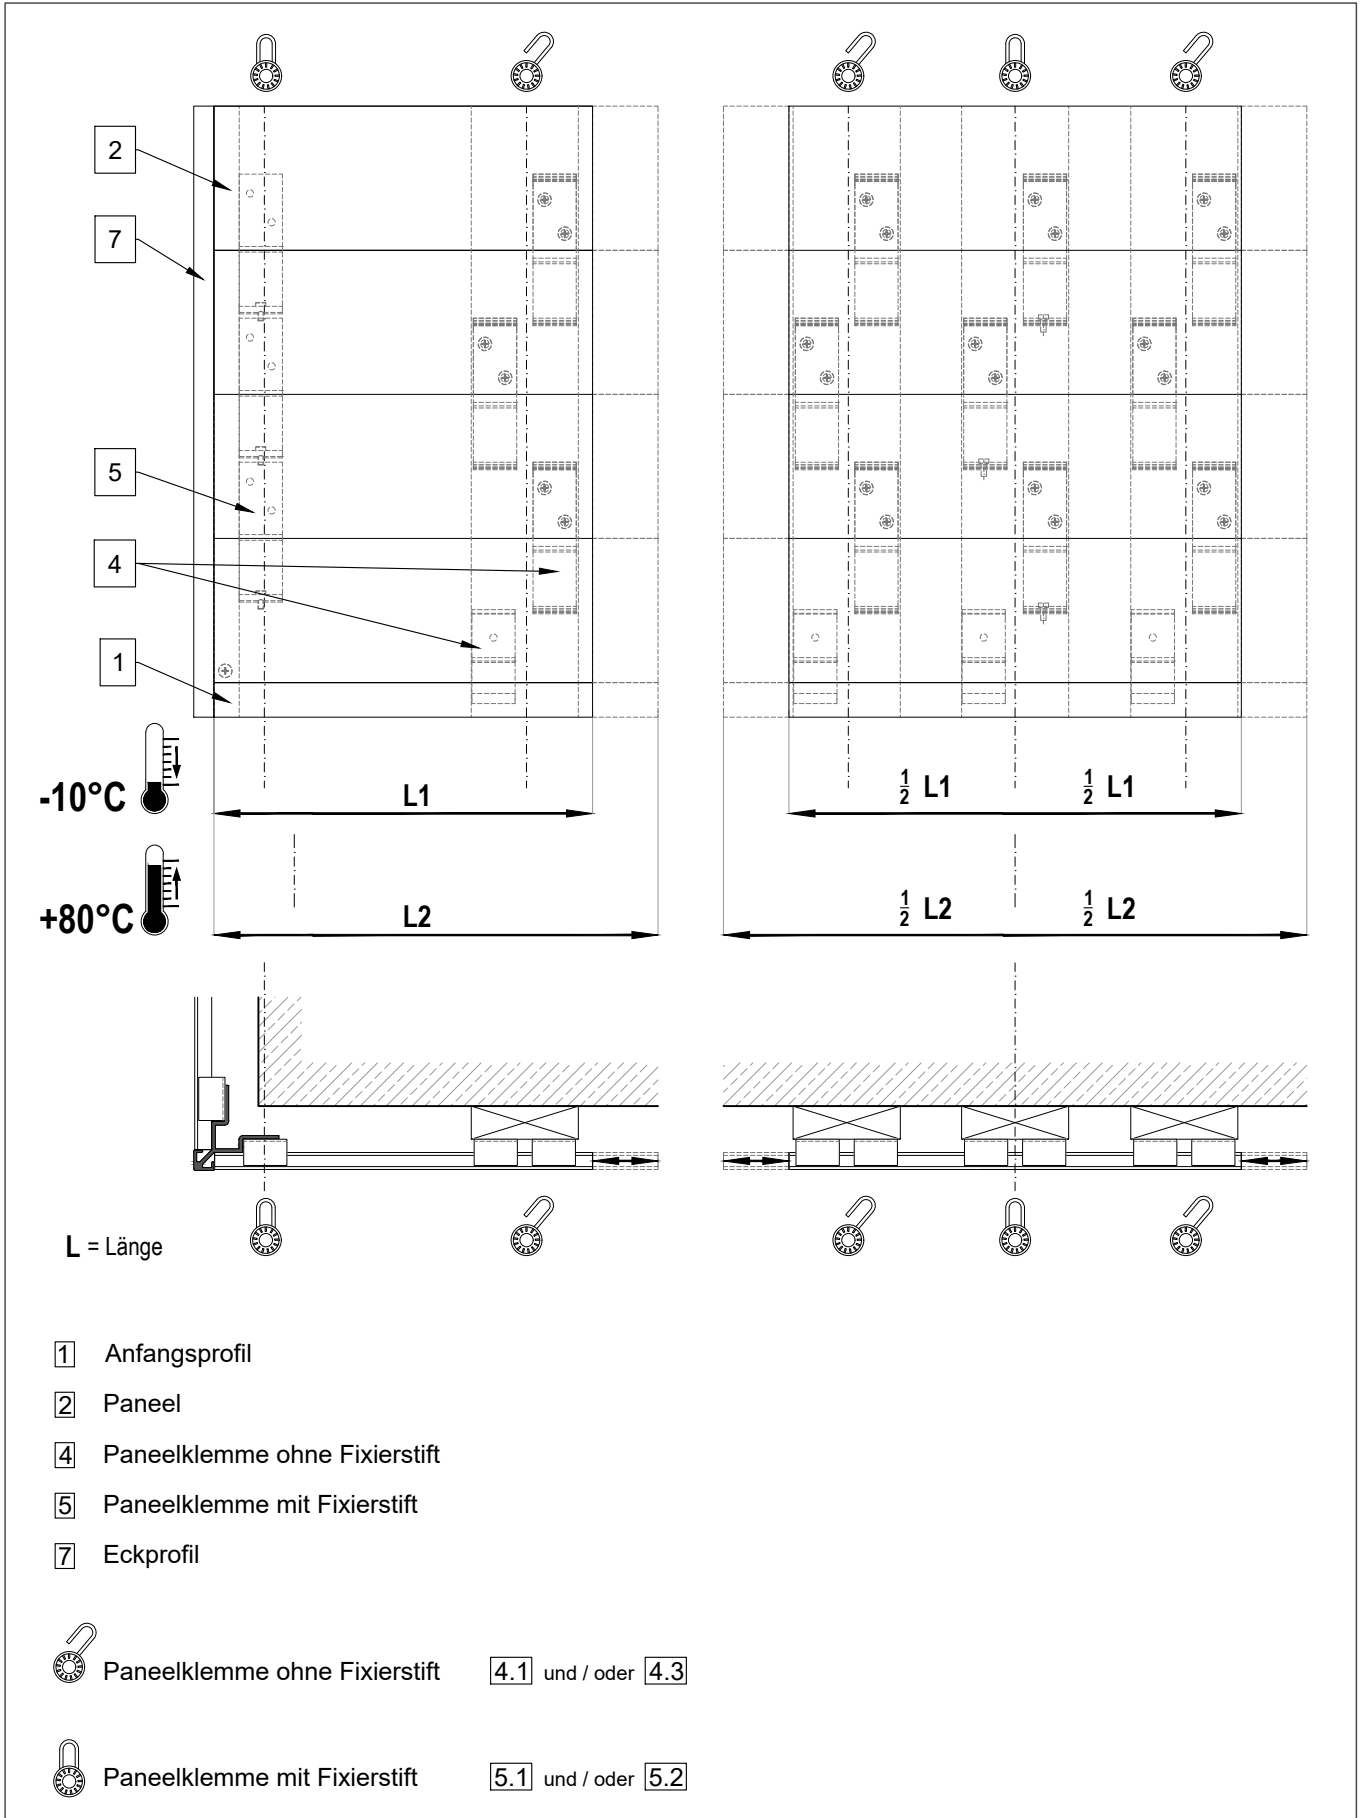 2
7
5
4
1
-10°C
L1
½ L1
½ L1
+80°C
L2
½ L2
½ L2
L = Länge
1 Anfangsprofil
2 Paneel
4 Paneelklemme ohne Fixierstift
5 Paneelklemme mit Fixierstift
7 Eckprofil
Paneelklemme ohne Fixierstift 4.1 und / oder 4.3
Paneelklemme mit Fixierstift 5.1 und / oder 5.2